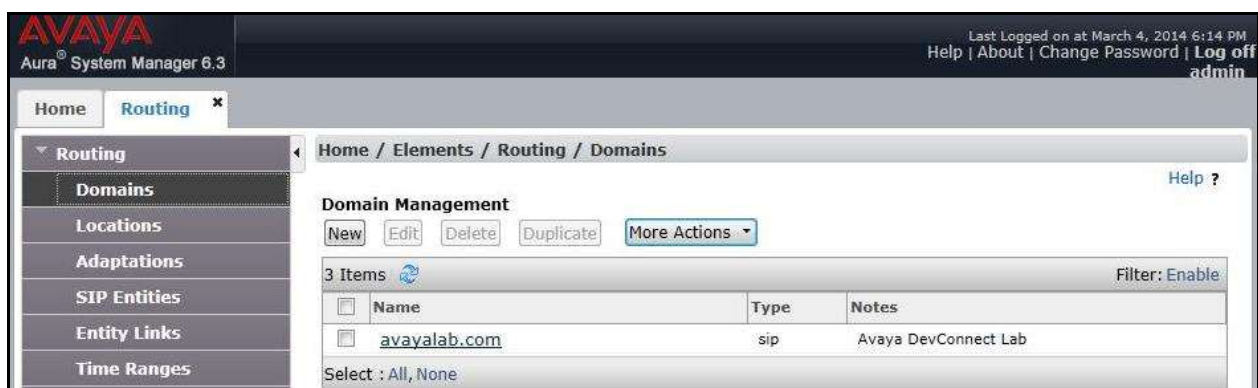 AVAYA
Aura® System Manager 6.3
Last Logged on at March 4, 2014 6:14 PM
Help | About | Change Password | Log off
admin
Home
Routing ×
Routing
Domains
Locations
Adaptations
SIP Entities
Entity Links
Time Ranges
Home / Elements / Routing / Domains
Help ?
Domain Management
New Edit Delete Duplicate More Actions
3 Items Filter: Enable
Name Type Notes
avayalab.com sip Avaya DevConnect Lab
Select : All, None